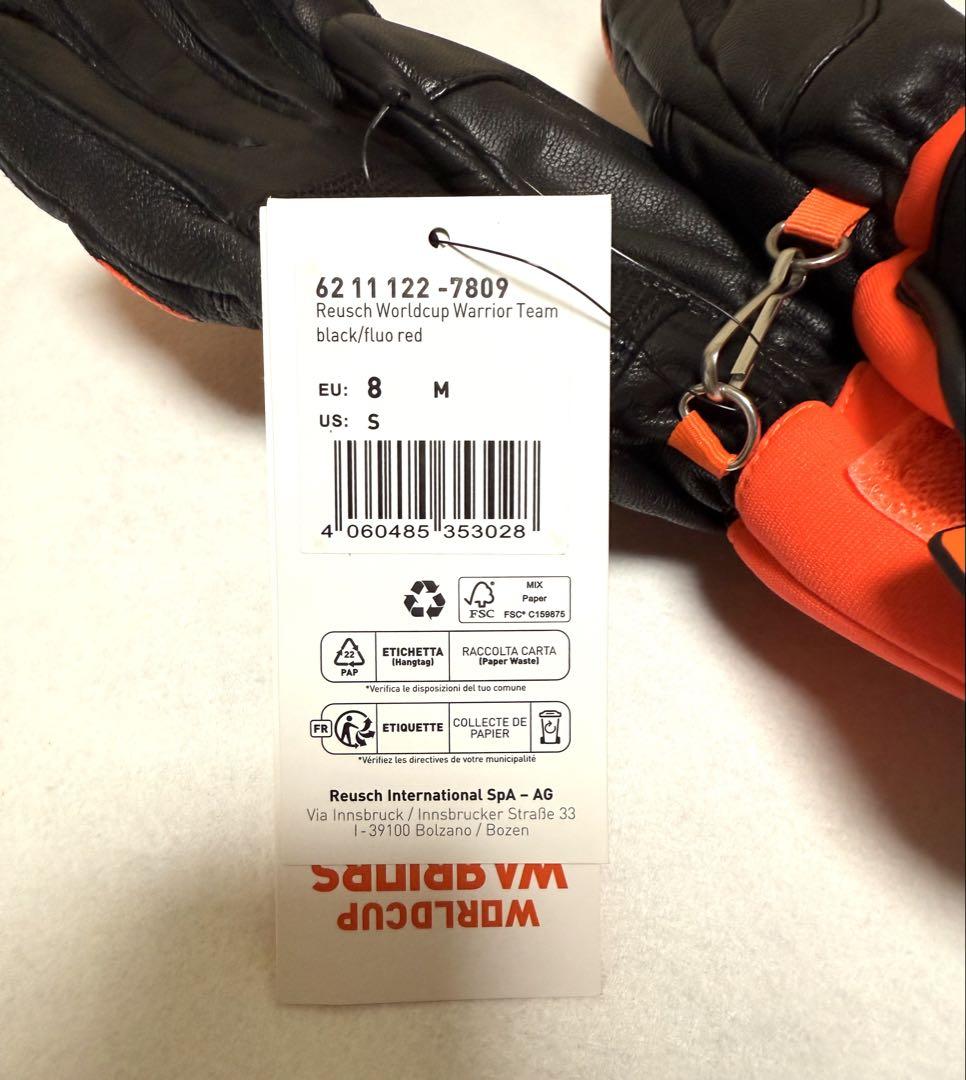 62 11 122 -7809
Reusch Worldcup Warrior Team
black/fluo red
EU: 8 M
US: S
4 060485 353028
FSC
MIX
Paper
FSC® C159875
22
PAP
ETICHETTA
(Hangtag)
RACCOLTA CARTA
(Paper Waste)
*Verifica le disposizioni del tuo comune
FR
ETIQUETTE
COLLECTE DE
PAPIER
*Vérifiez les directives de votre municipalité
Reusch International SpA – AG
Via Innsbruck / Innsbrucker Straße 33
I - 39100 Bolzano / Bozen
WORLDCUP
WARRIORS